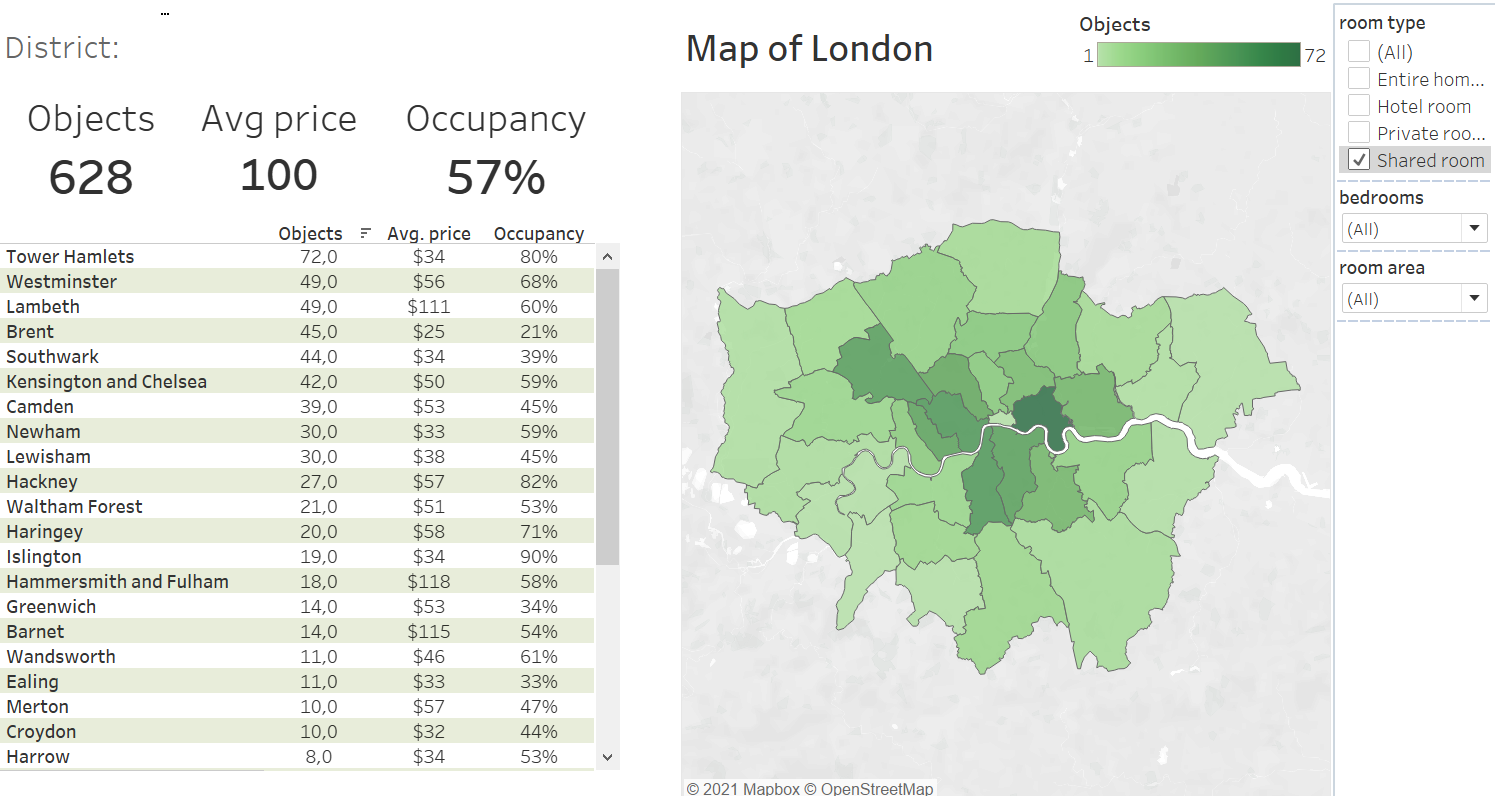 ...
District:
Objects Avg price Occupancy
628 100 57%
Objects Avg. price Occupancy
Tower Hamlets 72,0 $34 80%
Westminster 49,0 $56 68%
Lambeth 49,0 $111 60%
Brent 45,0 $25 21%
Southwark 44,0 $34 39%
Kensington and Chelsea 42,0 $50 59%
Camden 39,0 $53 45%
Newham 30,0 $33 59%
Lewisham 30,0 $38 45%
Hackney 27,0 $57 82%
Waltham Forest 21,0 $51 53%
Haringey 20,0 $58 71%
Islington 19,0 $34 90%
Hammersmith and Fulham 18,0 $118 58%
Greenwich 14,0 $53 34%
Barnet 14,0 $115 54%
Wandsworth 11,0 $46 61%
Ealing 11,0 $33 33%
Merton 10,0 $57 47%
Croydon 10,0 $32 44%
Harrow 8,0 $34 53%
Map of London
Objects
1 72
© 2021 Mapbox © OpenStreetMap
room type
(All)
Entire hom...
Hotel room
Private roo...
Shared room
bedrooms
(All)
room area
(All)